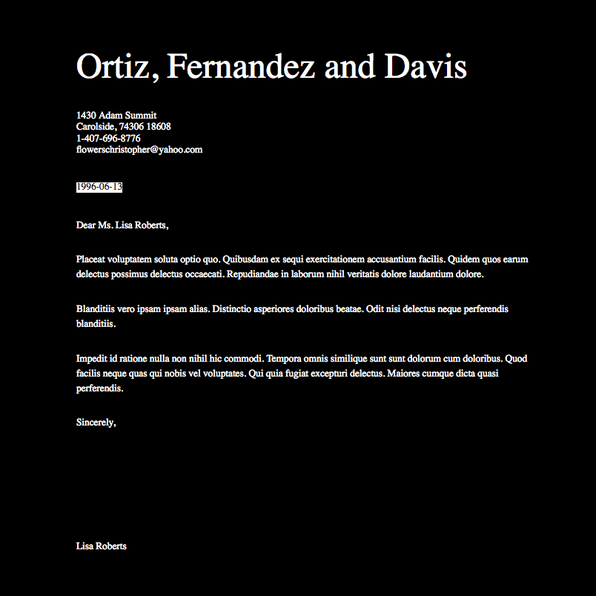 Ortiz, Fernandez and Davis
1430 Adam Summit
Carolside, 74306 18608
1-407-696-8776
flowerschristopher@yahoo.com
1996-06-13
Dear Ms. Lisa Roberts,
Placeat voluptatem soluta optio quo. Quibusdam ex sequi exercitationem accusantium facilis. Quidem quos earum
delectus possimus delectus occaecati. Repudiandae in laborum nihil veritatis dolore laudantium dolore.
Blanditiis vero ipsam ipsam alias. Distinctio asperiores doloribus beatae. Odit nisi delectus neque perferendis
blanditiis.
Impedit id ratione nulla non nihil hic commodi. Tempora omnis similique sunt sunt dolorum cum doloribus. Quod
facilis neque quas qui nobis vel voluptates. Qui quia fugiat excepturi delectus. Maiores cumque dicta quasi
perferendis.
Sincerely,
Lisa Roberts